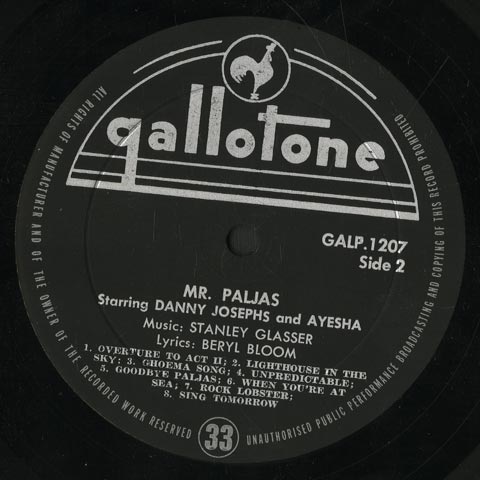 gallotone
GALP.1207
Side 2
MR. PALJAS
Starring DANNY JOSEPHS and AYESHA
Music: STANLEY GLASSER
Lyrics: BERYL BLOOM
1. OVERTURE TO ACT II; 2. LIGHTHOUSE IN THE
SKY; 3. GHOEMA SONG; 4. UNPREDICTABLE;
5. GOODBYE PALJAS; 6. WHEN YOU'RE AT
SEA; 7. ROCK LOBSTER;
8. SING TOMORROW
33
ALL RIGHTS OF MANUFACTURER AND OF THE OWNER OF THE RECORDED WORK RESERVED
UNAUTHORISED PUBLIC PERFORMANCE BROADCASTING AND COPYING OF THIS RECORD PROHIBITED